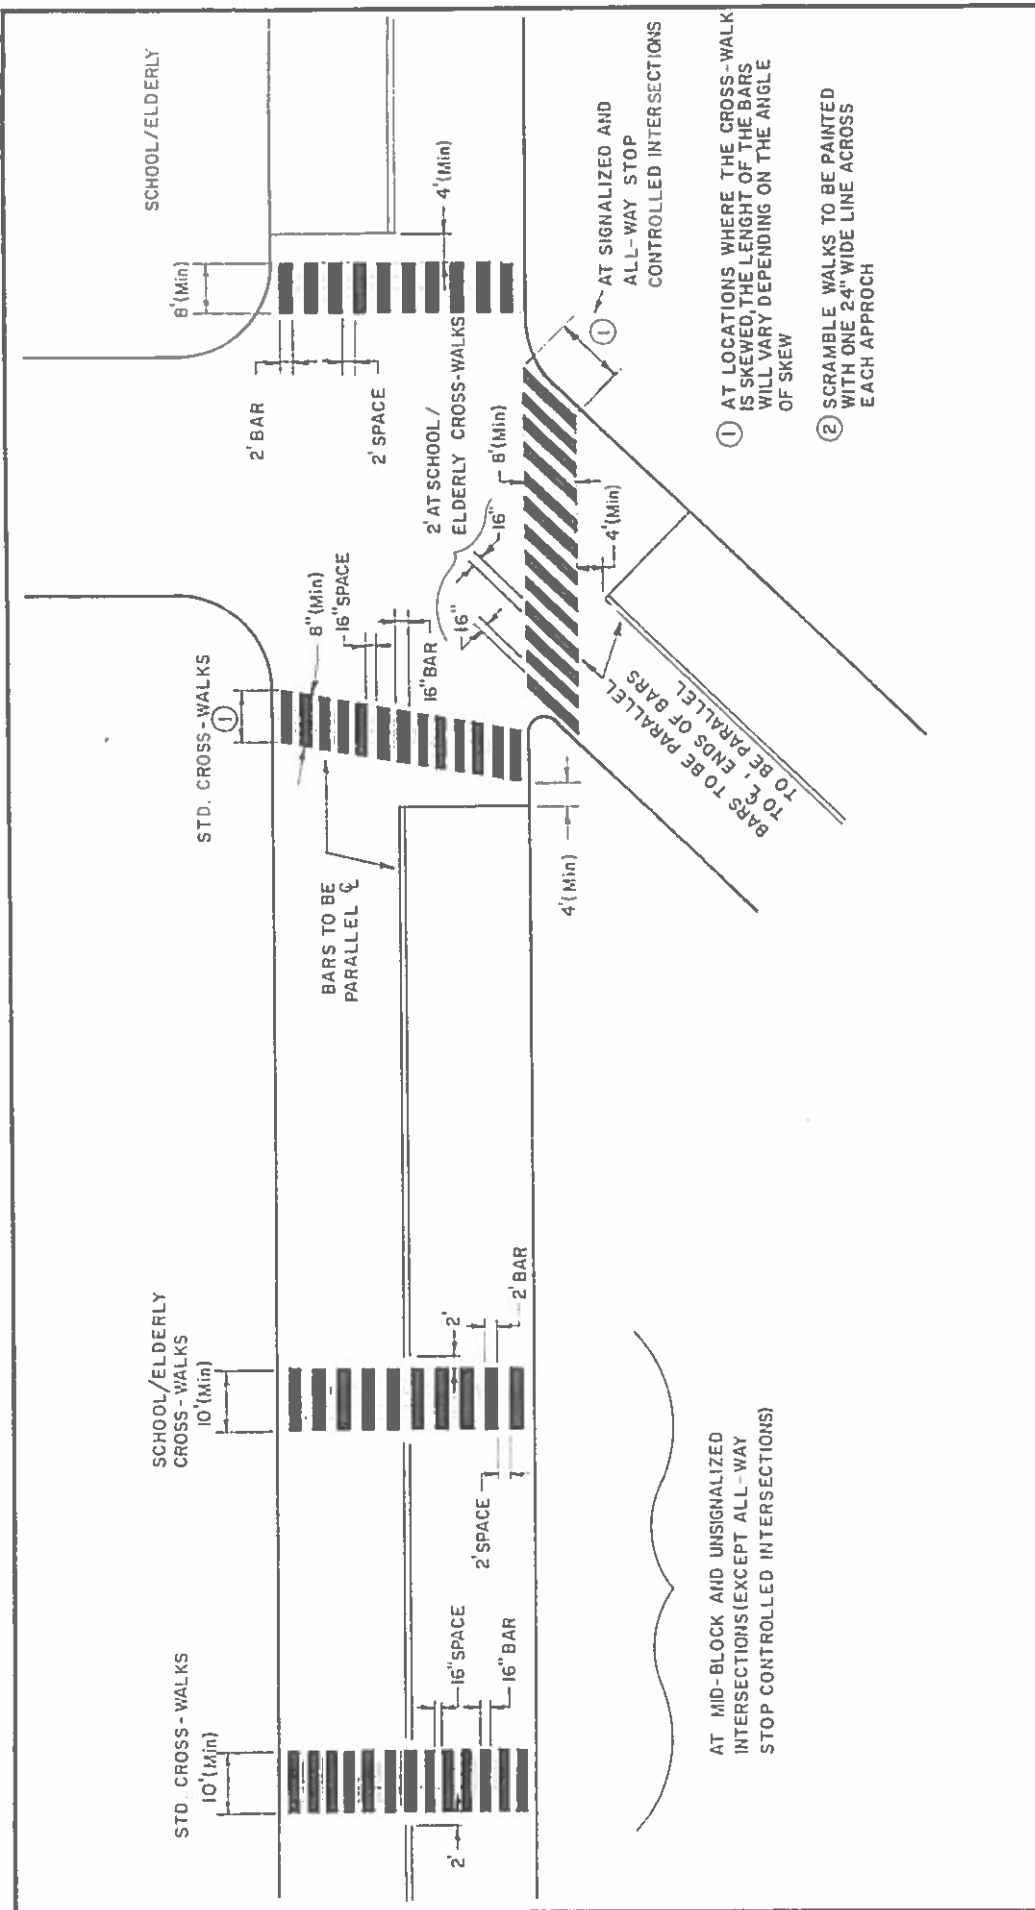 STD. CROSS-WALKS
10'(Min)
2'
16" SPACE
16" BAR
SCHOOL/ELDERLY
CROSS-WALKS
10'(Min)
2' SPACE
2'
2' BAR
AT MID-BLOCK AND UNSIGNALIZED
INTERSECTIONS (EXCEPT ALL-WAY
STOP CONTROLLED INTERSECTIONS)
STD. CROSS-WALKS
1
8"(Min)
16" SPACE
16" BAR
BARS TO BE
PARALLEL ℄
4'(Min)
BARS TO BE PARALLEL
TO ℄, ENDS OF BARS
TO BE PARALLEL
2' AT SCHOOL/
ELDERLY CROSS-WALKS
16"
16"
8'(Min)
4'(Min)
SCHOOL/ELDERLY
8'(Min)
2' BAR
2' SPACE
4'(Min)
1
AT SIGNALIZED AND
ALL-WAY STOP
CONTROLLED INTERSECTIONS
1 AT LOCATIONS WHERE THE CROSS-WALK
IS SKEWED, THE LENGHT OF THE BARS
WILL VARY DEPENDING ON THE ANGLE
OF SKEW
2 SCRAMBLE WALKS TO BE PAINTED
WITH ONE 24" WIDE LINE ACROSS
EACH APPROCH